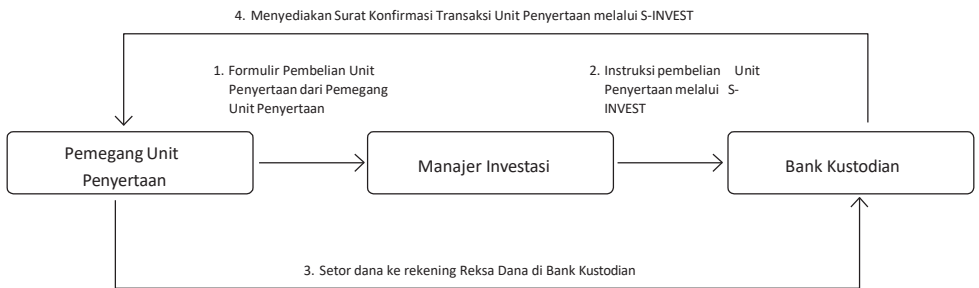 4. Menyediakan Surat Konfirmasi Transaksi Unit Penyertaan melalui S-INVEST
1. Formulir Pembelian Unit
Penyertaan dari Pemegang
Unit Penyertaan
2. Instruksi pembelian Unit
Penyertaan melalui S-
INVEST
Pemegang Unit
Penyertaan
Manajer Investasi
Bank Kustodian
3. Setor dana ke rekening Reksa Dana di Bank Kustodian